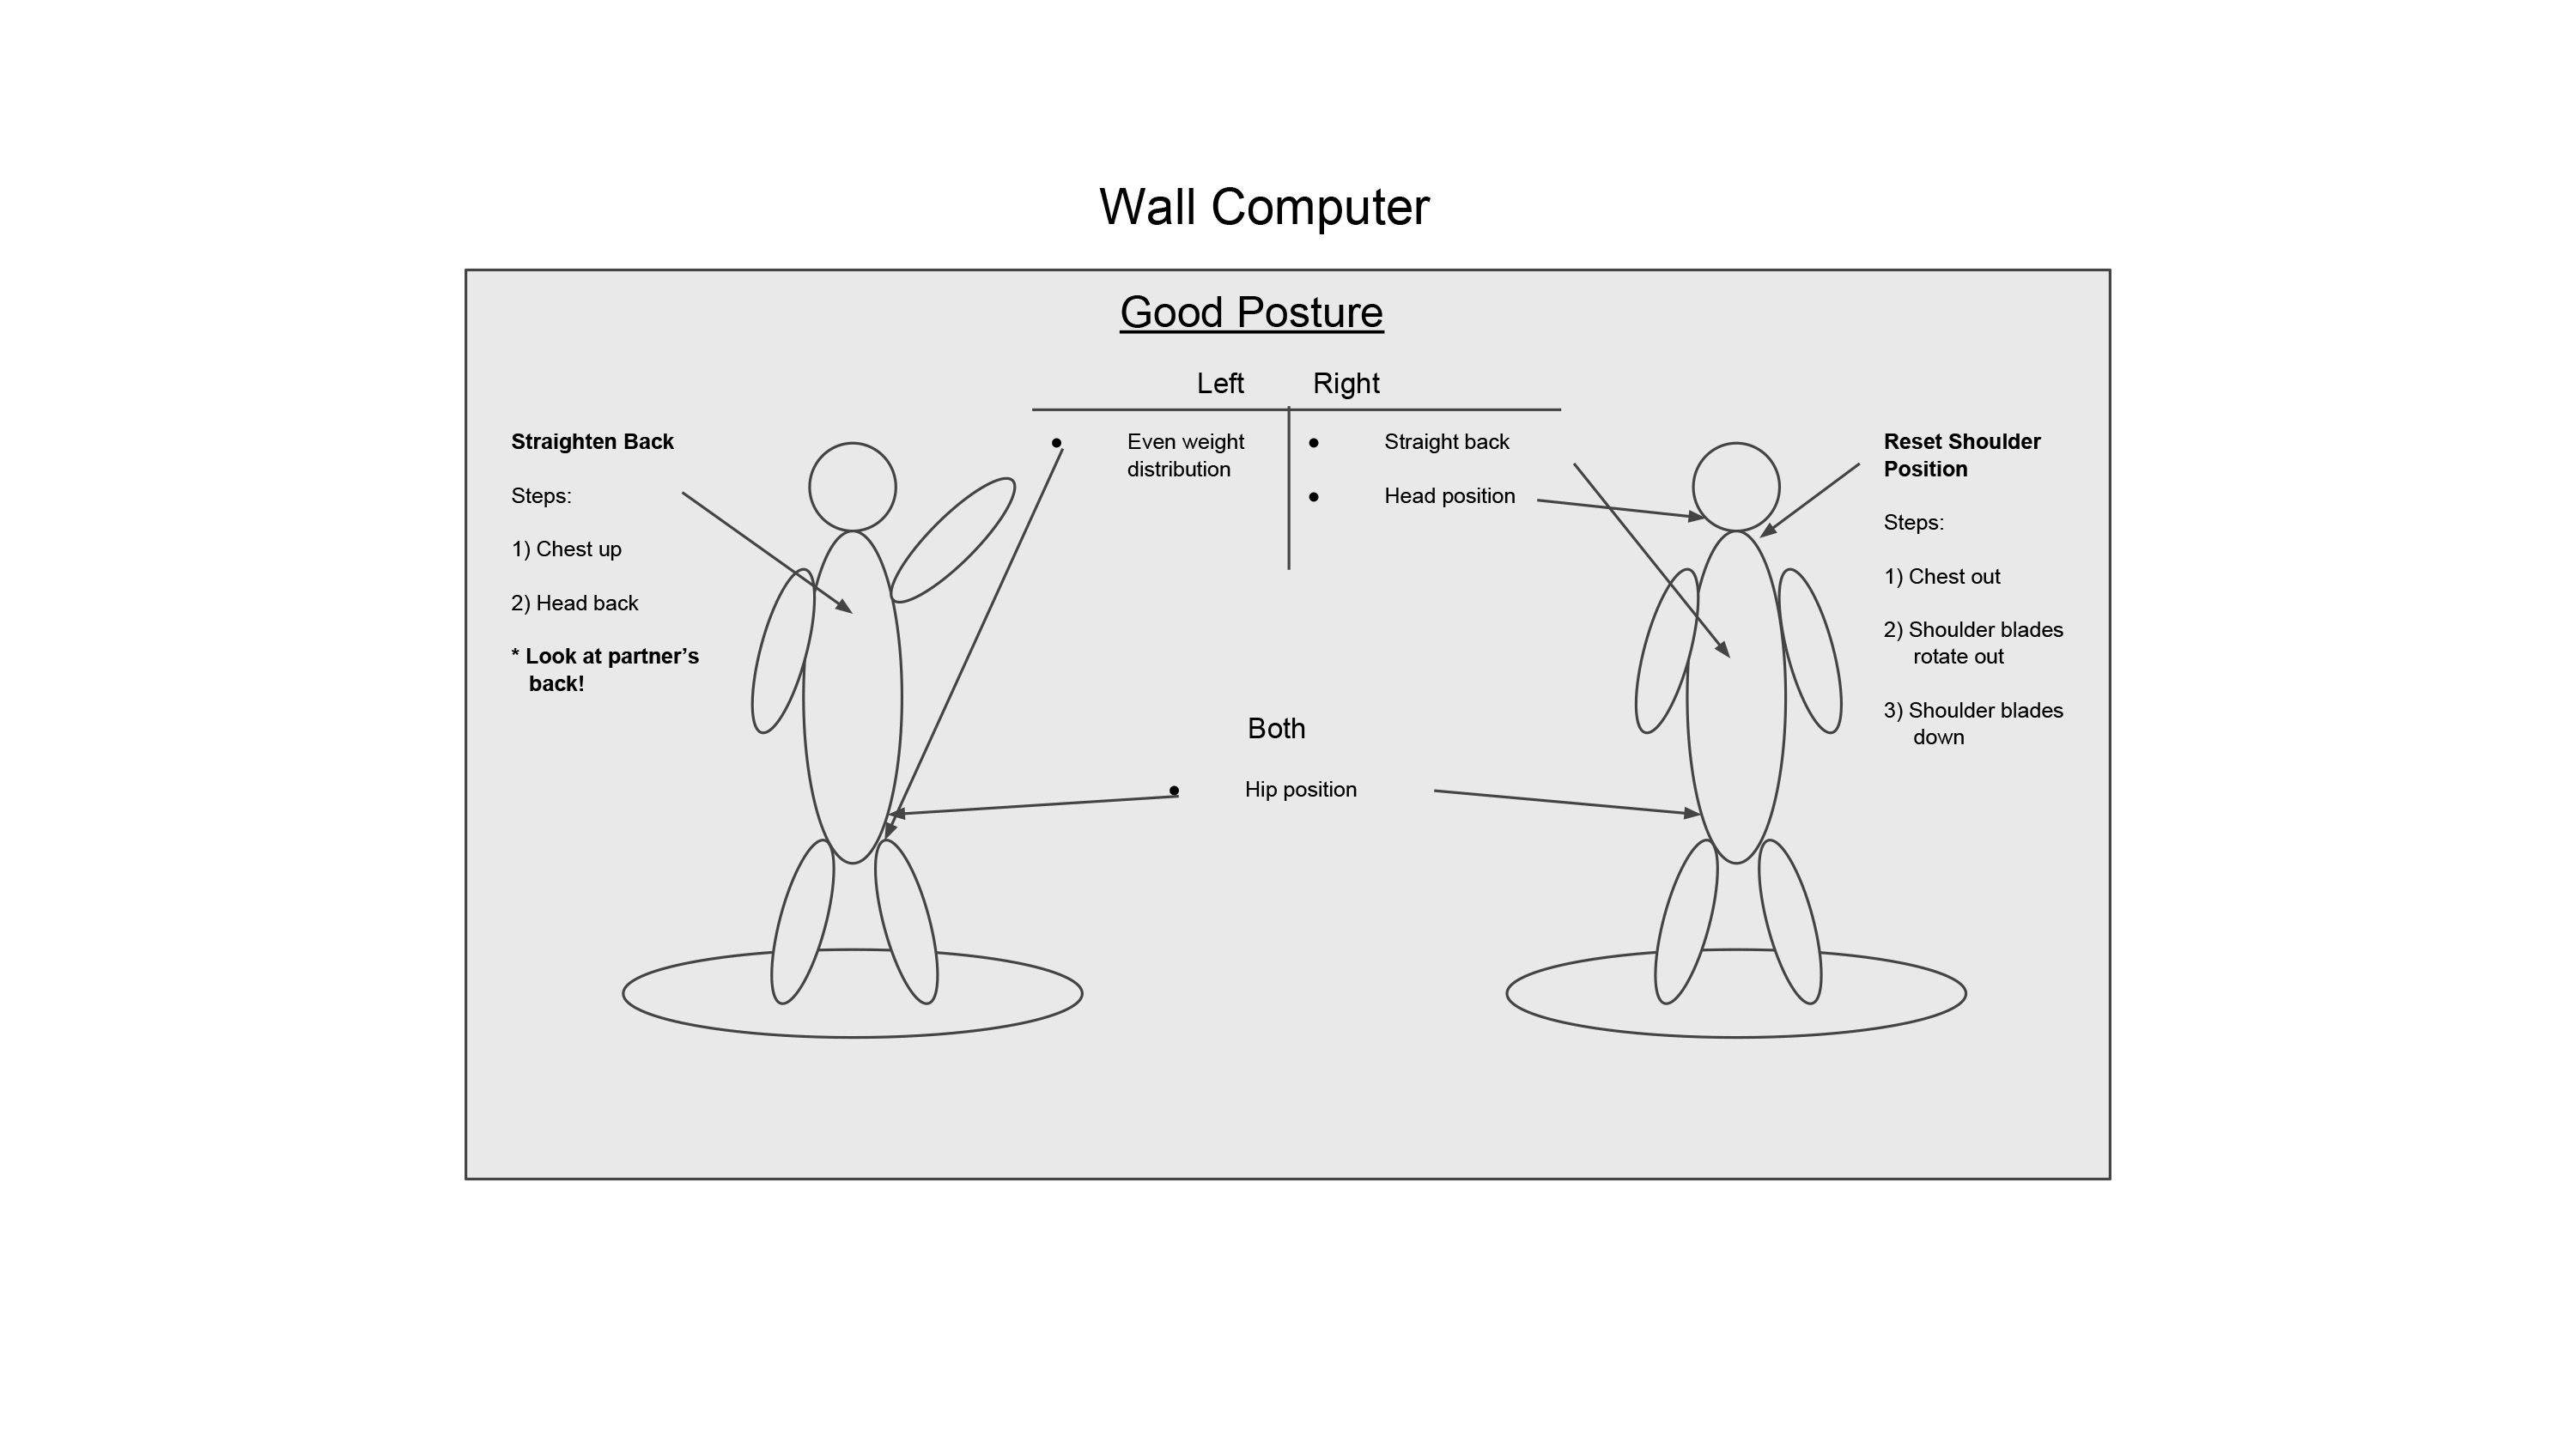 Wall Computer
Good Posture
Left
Right
Straighten Back
Steps:
1) Chest up
2) Head back
* Look at partner’s
back!
● Even weight
distribution
● Straight back
● Head position
Reset Shoulder
Position
Steps:
1) Chest out
2) Shoulder blades
rotate out
3) Shoulder blades
down
Both
● Hip position